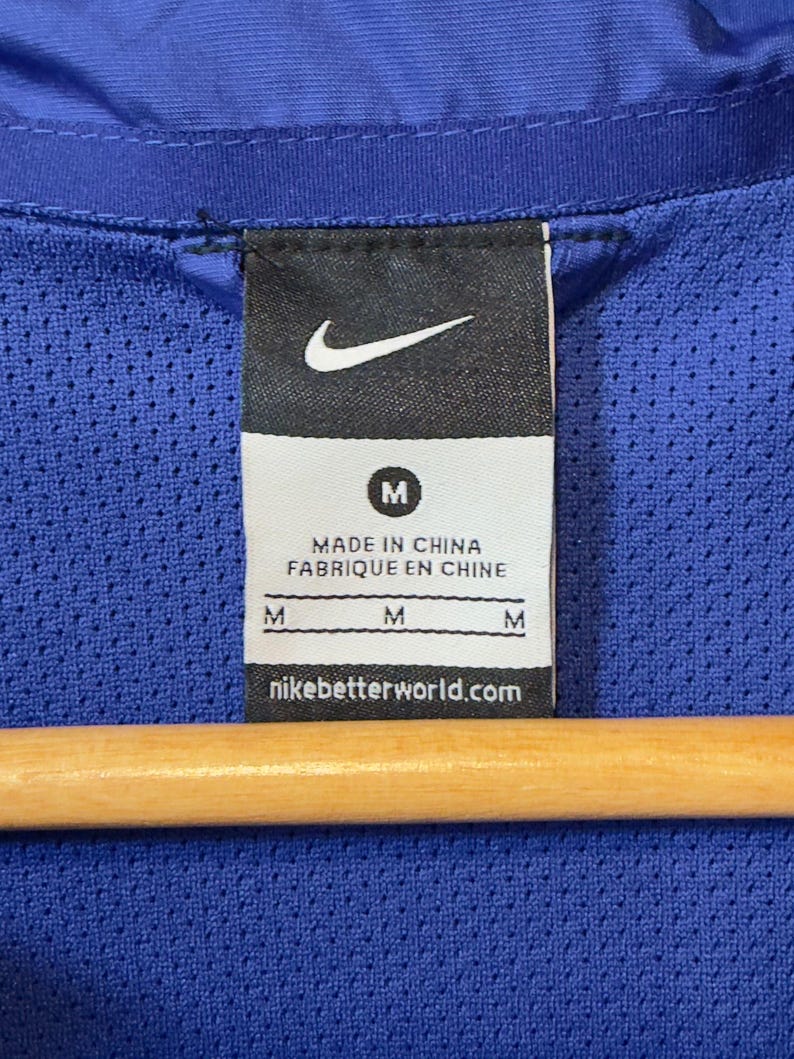 M
MADE IN CHINA
FABRIQUE EN CHINE
M M M
nikebetterworld.com